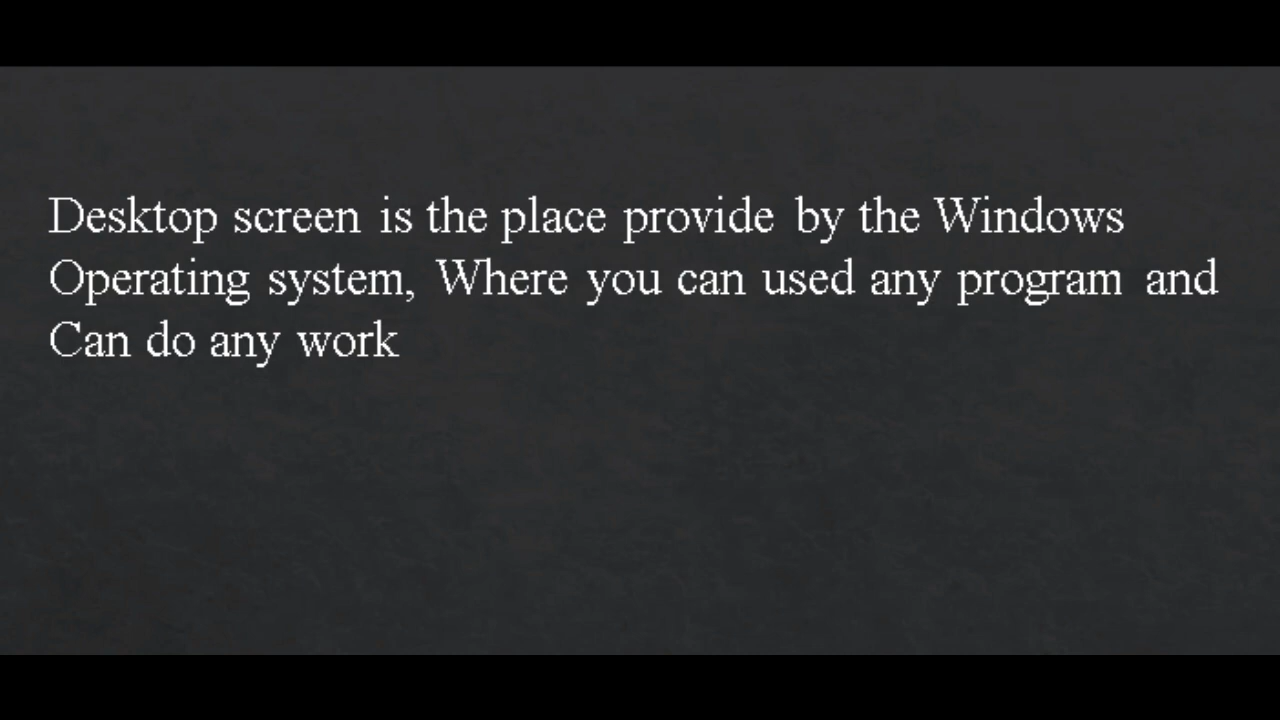 Desktop screen is the place provide by the Windows
Operating system, Where you can used any program and
Can do any work